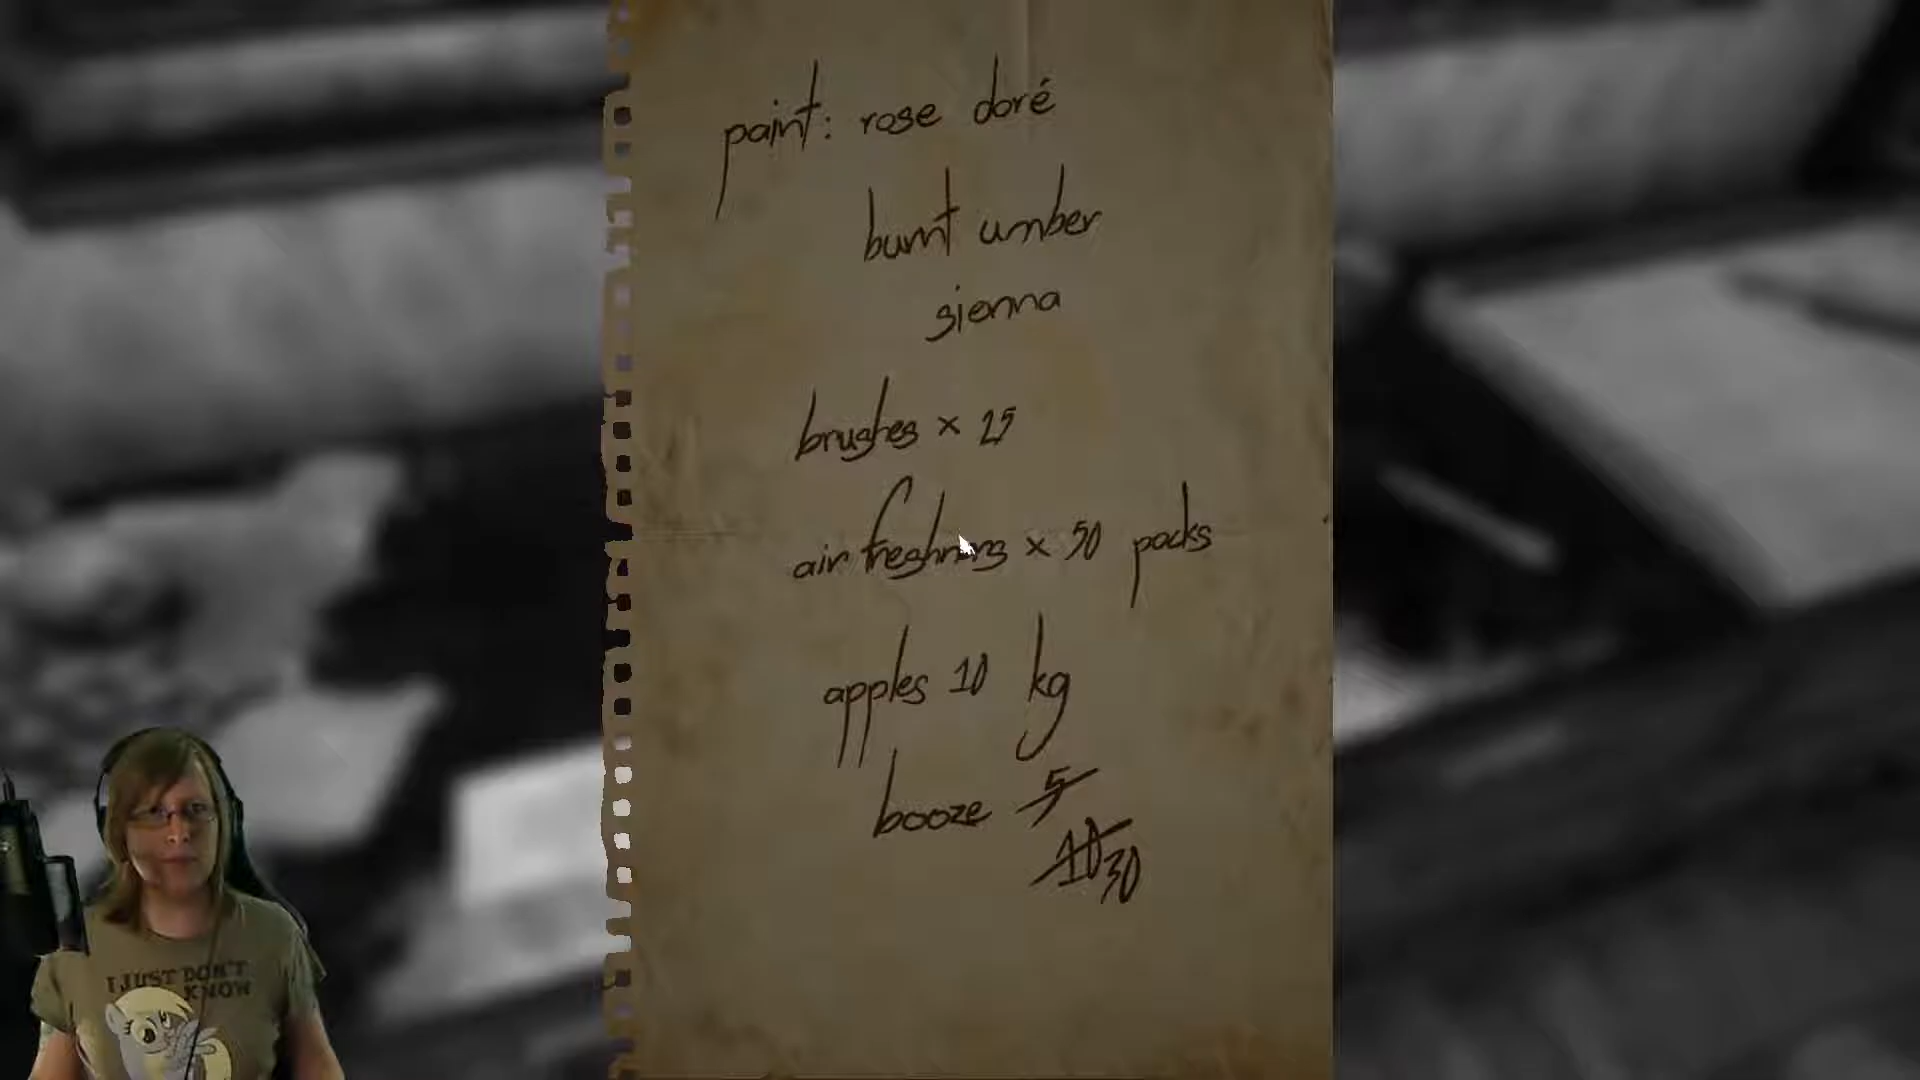 paint: rose doré
burnt umber
sienna
brushes × 25
air freshners × 50 packs
apples 10 kg
booze 5
10 30
I JUST DON'T
KNOW